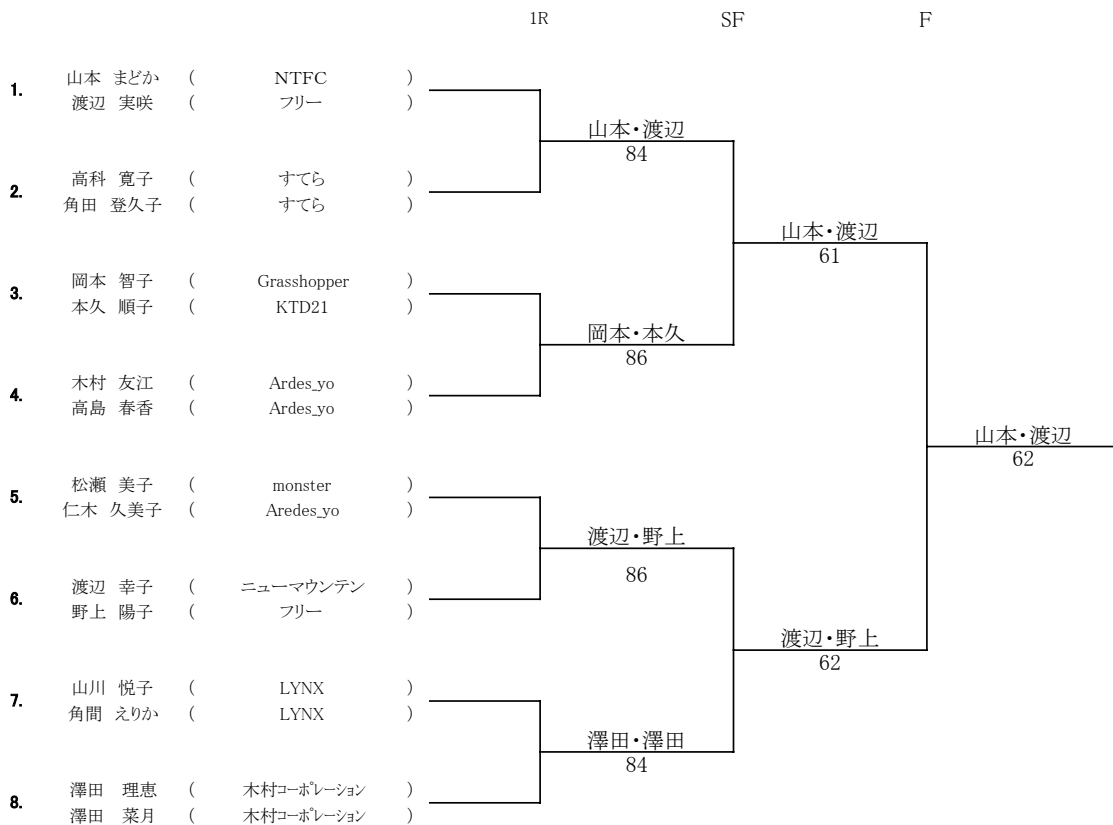 1R SF F
1. 山本 まどか ( NTFC )
渡辺 実咲 ( フリー )
山本・渡辺
84
2. 高科 寛子 ( すてら )
角田 登久子 ( すてら )
山本・渡辺
61
3. 岡本 智子 ( Grasshopper )
本久 順子 ( KTD21 )
岡本・本久
86
4. 木村 友江 ( Ardes_yo )
高島 春香 ( Ardes_yo )
山本・渡辺
62
5. 松瀬 美子 ( monster )
仁木 久美子 ( Aredes_yo )
渡辺・野上
86
6. 渡辺 幸子 ( ニューマウンテン )
野上 陽子 ( フリー )
渡辺・野上
62
7. 山川 悦子 ( LYNX )
角間 えりか ( LYNX )
澤田・澤田
84
8. 澤田 理恵 ( 木村コーポレーション )
澤田 菜月 ( 木村コーポレーション )